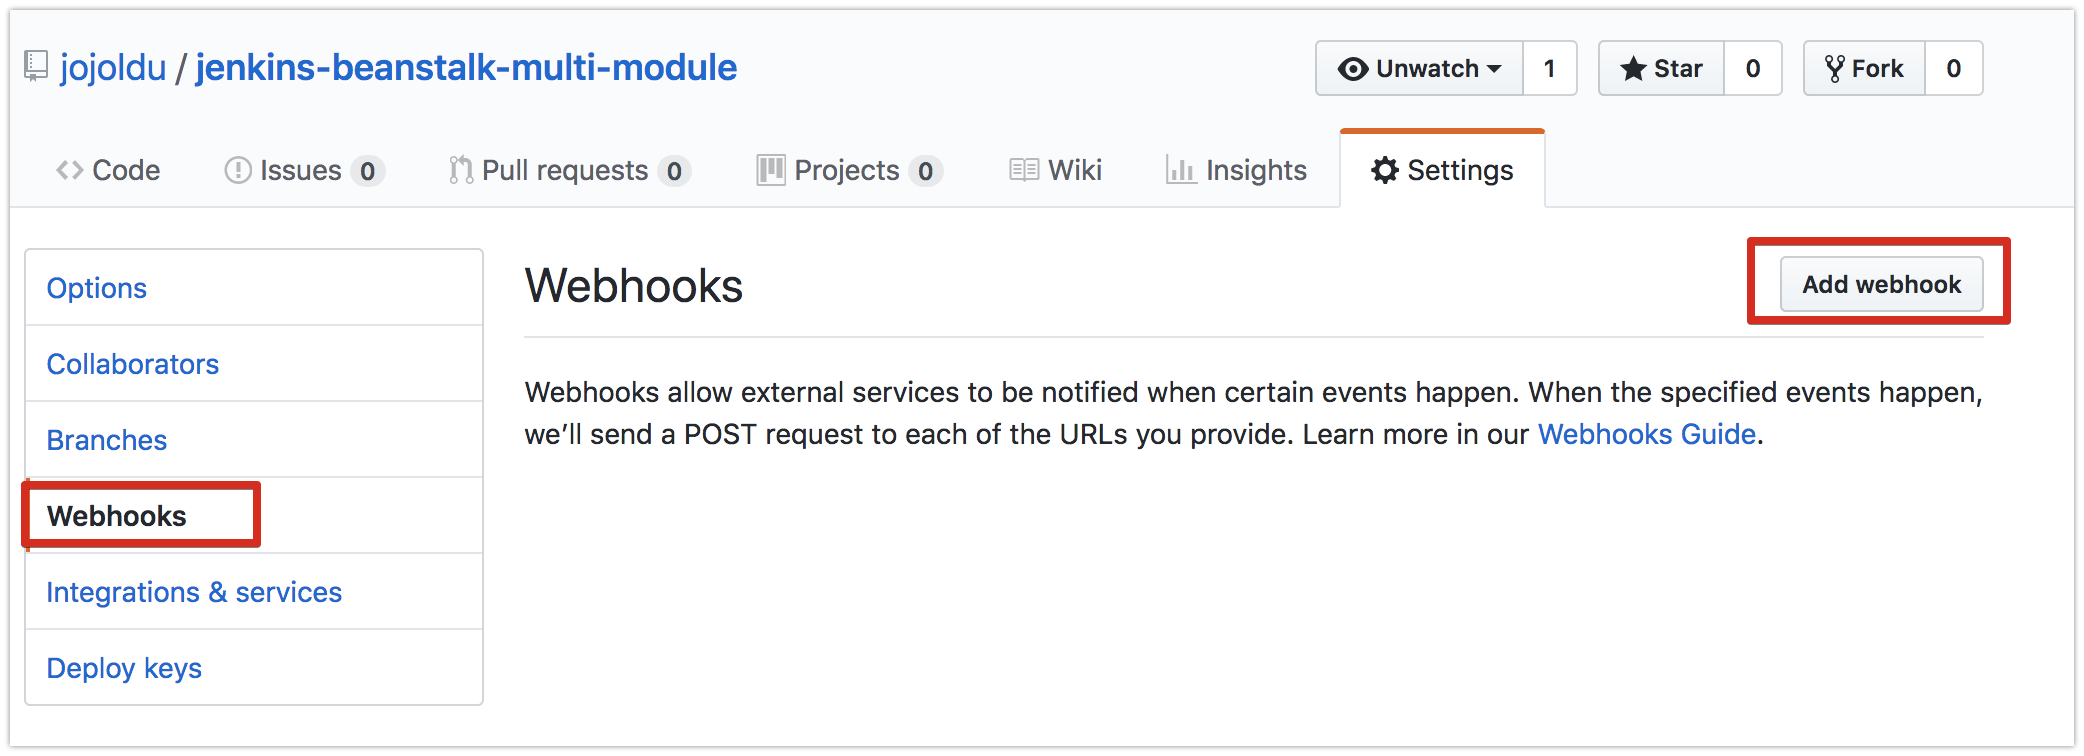 jojoldu / jenkins-beanstalk-multi-module
Unwatch 1 Star 0 Fork 0
Code Issues 0 Pull requests 0 Projects 0 Wiki Insights Settings
Options
Collaborators
Branches
Webhooks
Integrations & services
Deploy keys
Webhooks
Add webhook
Webhooks allow external services to be notified when certain events happen. When the specified events happen,
we’ll send a POST request to each of the URLs you provide. Learn more in our Webhooks Guide.